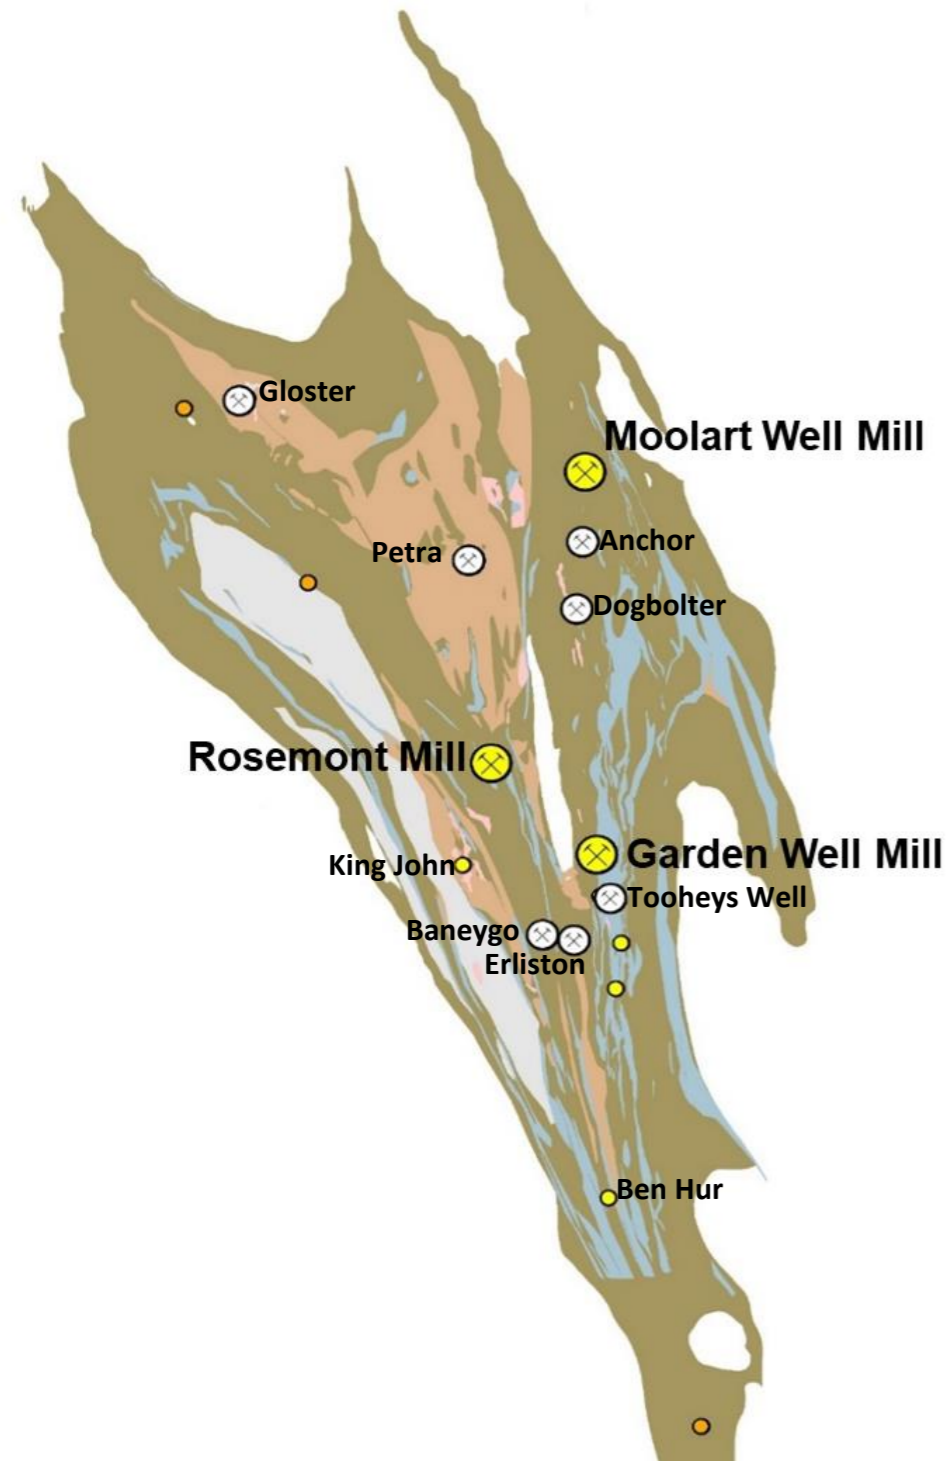 Gloster
Moolart Well Mill
Anchor
Petra
Dogbolter
Rosemont Mill
Garden Well Mill
King John
Tooheys Well
Baneygo
Erliston
Ben Hur